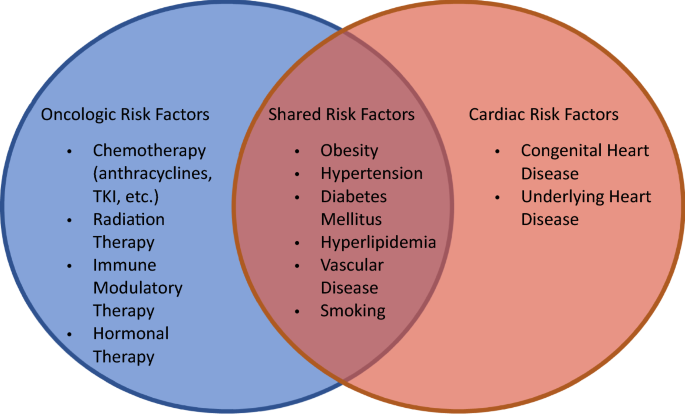 Oncologic Risk Factors
• Chemotherapy
(anthracyclines,
TKI, etc.)
• Radiation
Therapy
• Immune
Modulatory
Therapy
• Hormonal
Therapy
Shared Risk Factors
• Obesity
• Hypertension
• Diabetes
Mellitus
• Hyperlipidemia
• Vascular
Disease
• Smoking
Cardiac Risk Factors
• Congenital Heart
Disease
• Underlying Heart
Disease